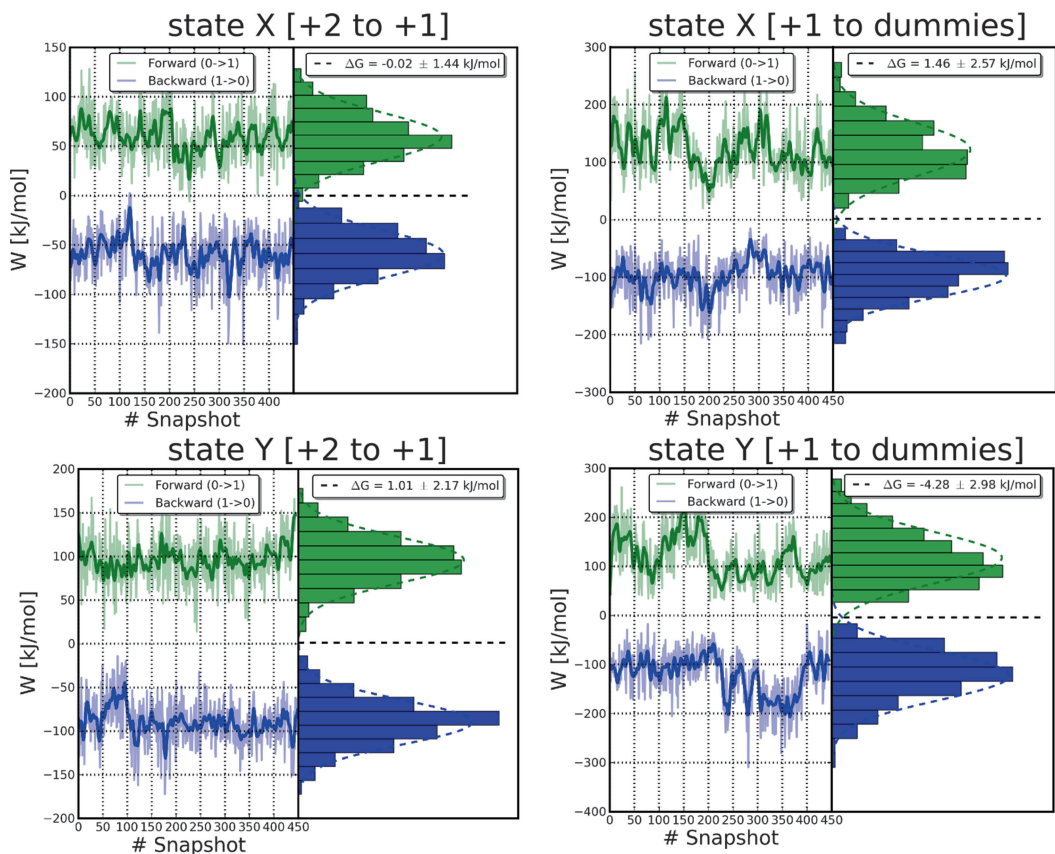 state X [+2 to +1]
Forward (0->1)
Backward (1->0)
ΔG = -0.02 ± 1.44 kJ/mol
W [kJ/mol]
150
100
50
0
−50
−100
−150
−200
0 50 100 150 200 250 300 350 400
# Snapshot
state X [+1 to dummies]
Forward (0->1)
Backward (1->0)
ΔG = 1.46 ± 2.57 kJ/mol
W [kJ/mol]
300
200
100
0
−100
−200
−300
0 50 100 150 200 250 300 350 400 450
# Snapshot
state Y [+2 to +1]
Forward (0->1)
Backward (1->0)
ΔG = 1.01 ± 2.17 kJ/mol
W [kJ/mol]
200
150
100
50
0
−50
−100
−150
−200
0 50 100 150 200 250 300 350 400 450
# Snapshot
state Y [+1 to dummies]
Forward (0->1)
Backward (1->0)
ΔG = -4.28 ± 2.98 kJ/mol
W [kJ/mol]
300
200
100
0
−100
−200
−300
−400
0 50 100 150 200 250 300 350 400 450
# Snapshot